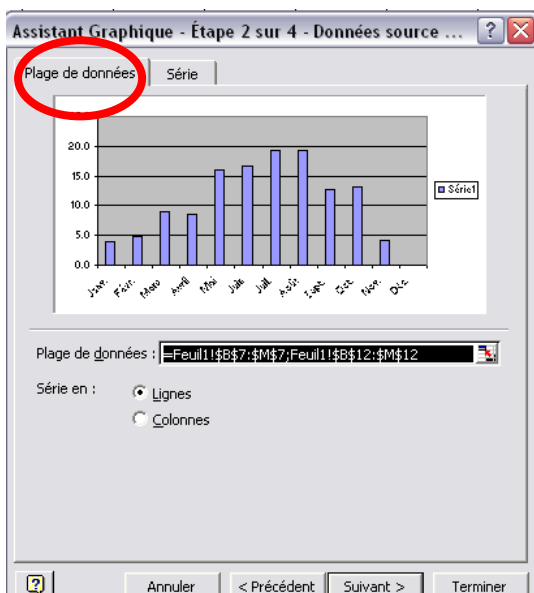 Assistant Graphique - Étape 2 sur 4 - Données source ...
Plage de données
Série
20.0
15.0
10.0
5.0
0.0
Janv. Févr. Mars Avril Mai Juin Juil. Août Sept. Oct. Nov. Déc.
Série1
Plage de données : =Feuil1!$B$7:$M$7;Feuil1!$B$12:$M$12
Série en :
Lignes
Colonnes
Annuler
< Précédent
Suivant >
Terminer